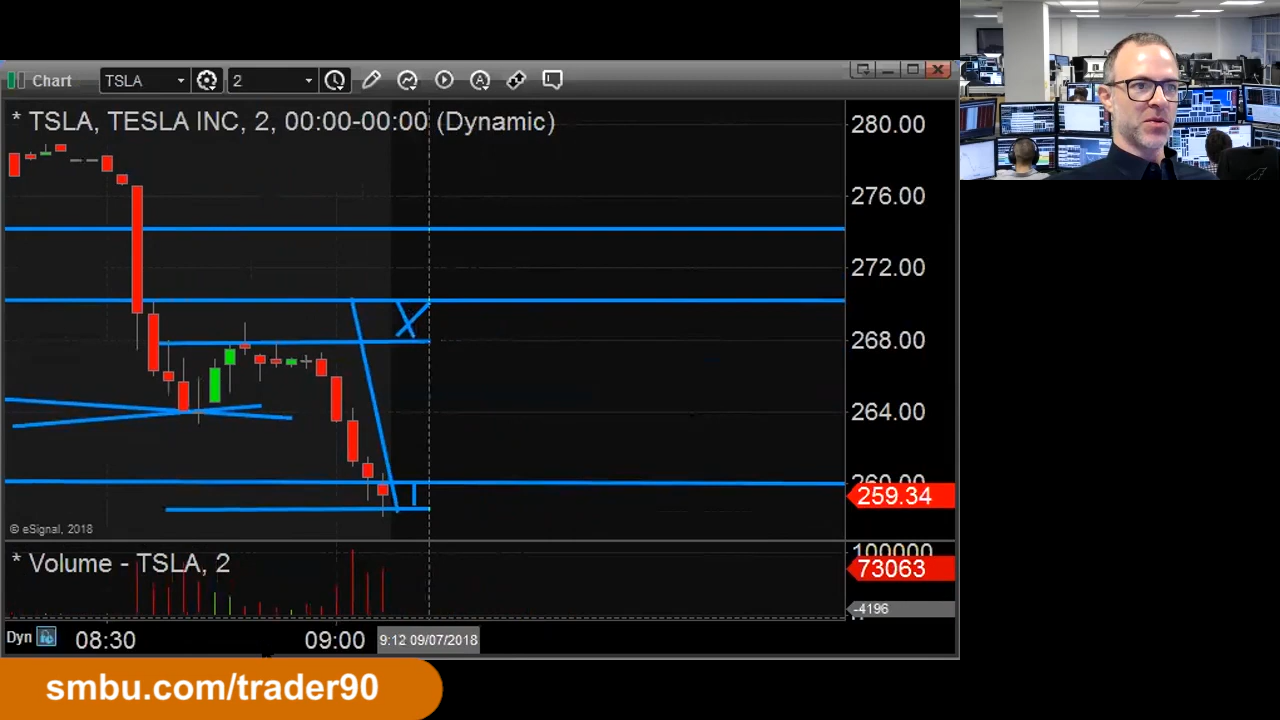 Chart
TSLA
2
* TSLA, TESLA INC, 2, 00:00-00:00 (Dynamic)
280.00
276.00
272.00
268.00
264.00
260.00
259.34
© eSignal, 2018
* Volume - TSLA, 2
100000
73063
-4196
Dyn
08:30
09:00
9:12 09/07/2018
smbu.com/trader90